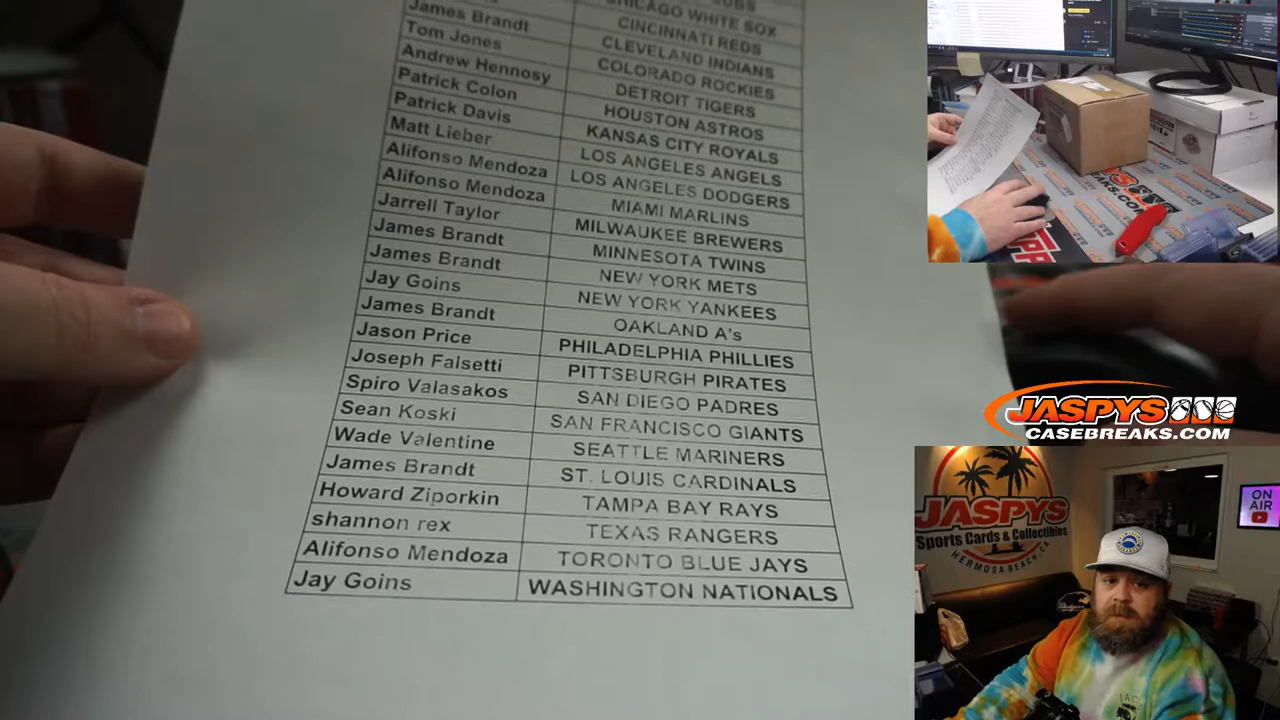 CHICAGO WHITE SOX
CINCINNATI REDS
James Brandt CLEVELAND INDIANS
Tom Jones COLORADO ROCKIES
Andrew Hennosy DETROIT TIGERS
Patrick Colon HOUSTON ASTROS
Patrick Davis KANSAS CITY ROYALS
Matt Lieber LOS ANGELES ANGELS
Alifonso Mendoza LOS ANGELES DODGERS
Alifonso Mendoza MIAMI MARLINS
Jarrell Taylor MILWAUKEE BREWERS
James Brandt MINNESOTA TWINS
James Brandt NEW YORK METS
Jay Goins NEW YORK YANKEES
James Brandt OAKLAND A's
Jason Price PHILADELPHIA PHILLIES
Joseph Falsetti PITTSBURGH PIRATES
Spiro Valasakos SAN DIEGO PADRES
Sean Koski SAN FRANCISCO GIANTS
Wade Valentine SEATTLE MARINERS
James Brandt ST. LOUIS CARDINALS
Howard Ziporkin TAMPA BAY RAYS
shannon rex TEXAS RANGERS
Alifonso Mendoza TORONTO BLUE JAYS
Jay Goins WASHINGTON NATIONALS
JASPYS
CASEBREAKS.COM
JASPYS
Sports Cards & Collectibles
HERMOSA BEACH, CA
ON
AIR